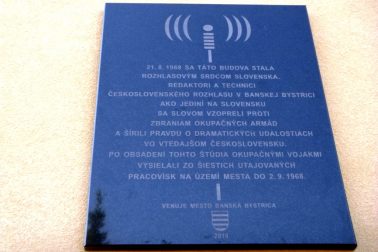 21. 8. 1968 SA TÁTO BUDOVA STALA
ROZHLASOVÝM SRDCOM SLOVENSKA.
REDAKTORI A TECHNICI
ČESKOSLOVENSKÉHO ROZHLASU V BANSKEJ BYSTRICI
AKO JEDINÍ NA SLOVENSKU
SA SLOVOM VZOPRELI PROTI
ZBRANIAM OKUPAČNÝCH ARMÁD
A ŠÍRILI PRAVDU O DRAMATICKÝCH UDALOSTIACH
VO VTEDAJŠOM ČESKOSLOVENSKU.
PO OBSADENÍ TOHTO ŠTÚDIA OKUPAČNÝMI VOJAKMI
VYSIELALI ZO ŠIESTICH UTAJOVANÝCH
PRACOVÍSK NA ÚZEMÍ MESTA DO 2. 9. 1968.
VENUJE MESTO BANSKÁ BYSTRICA
2018